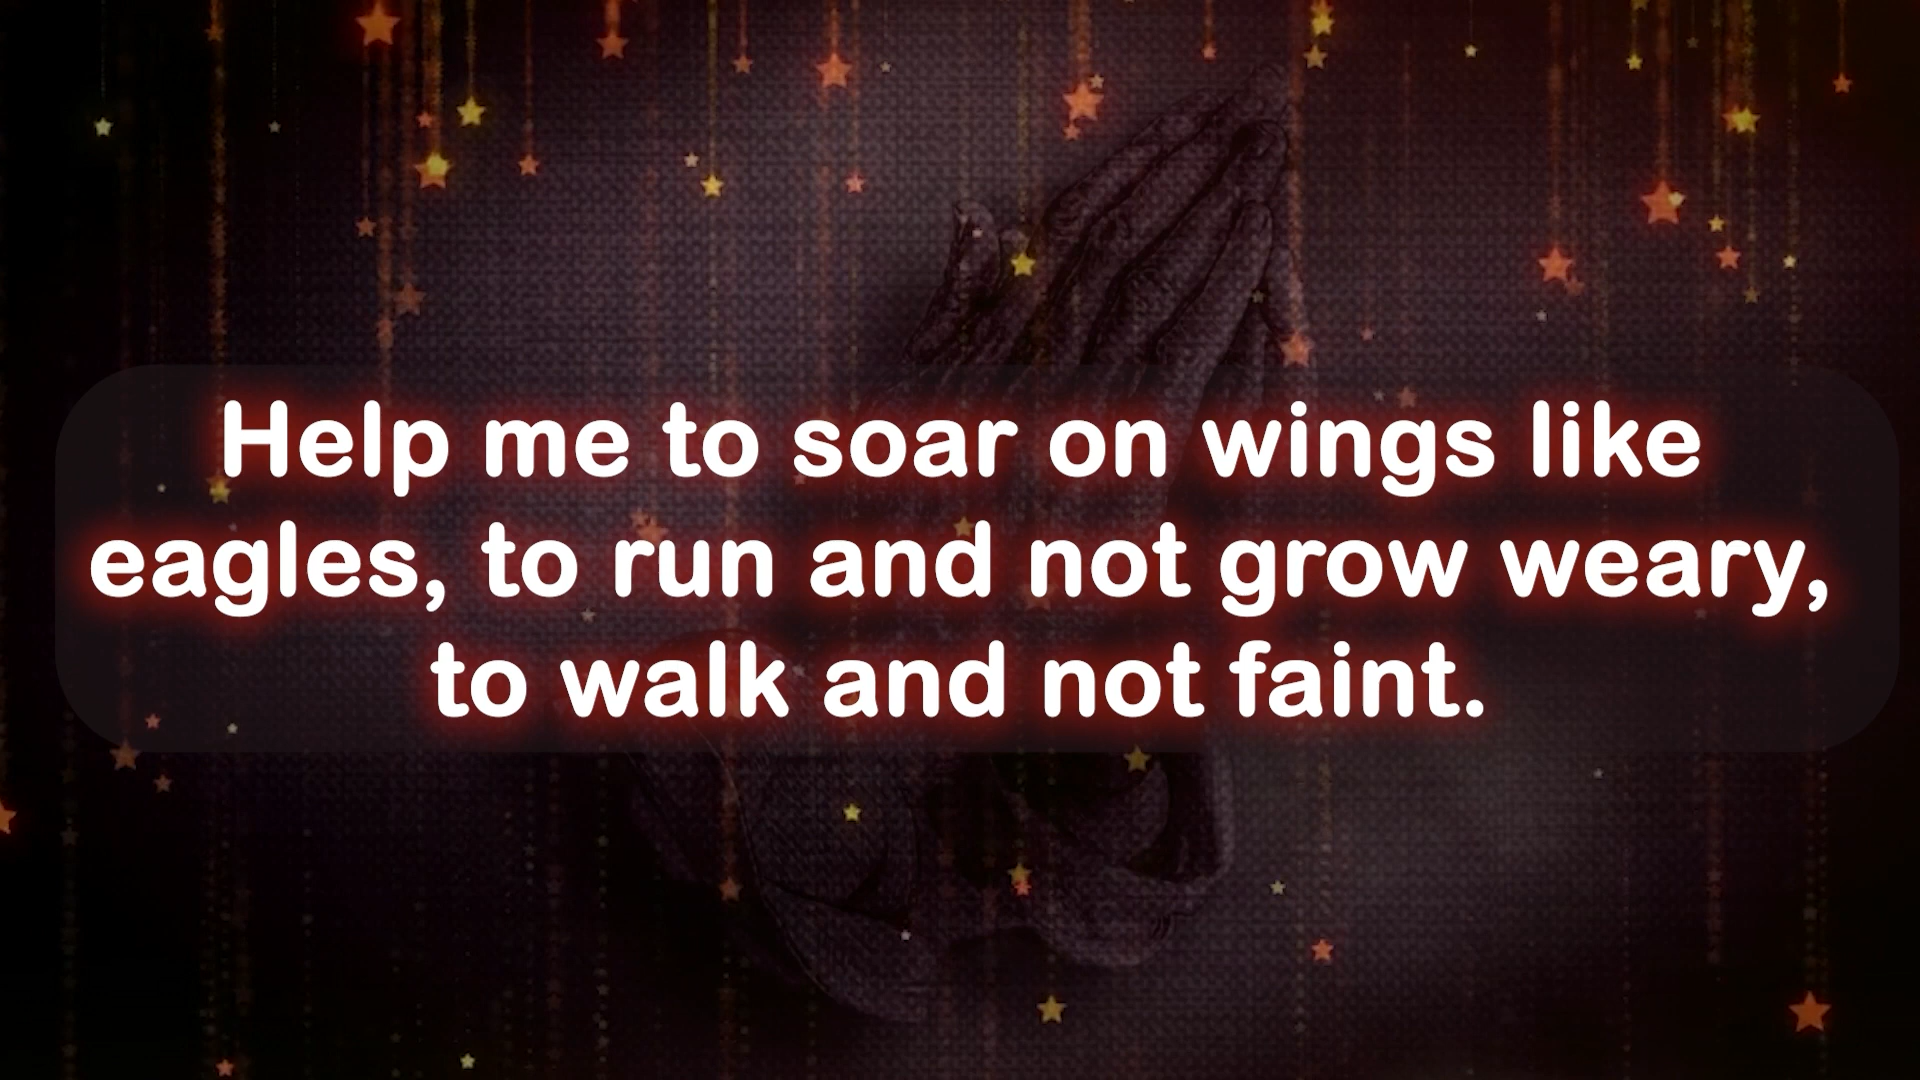 Help me to soar on wings like
eagles, to run and not grow weary,
to walk and not faint.